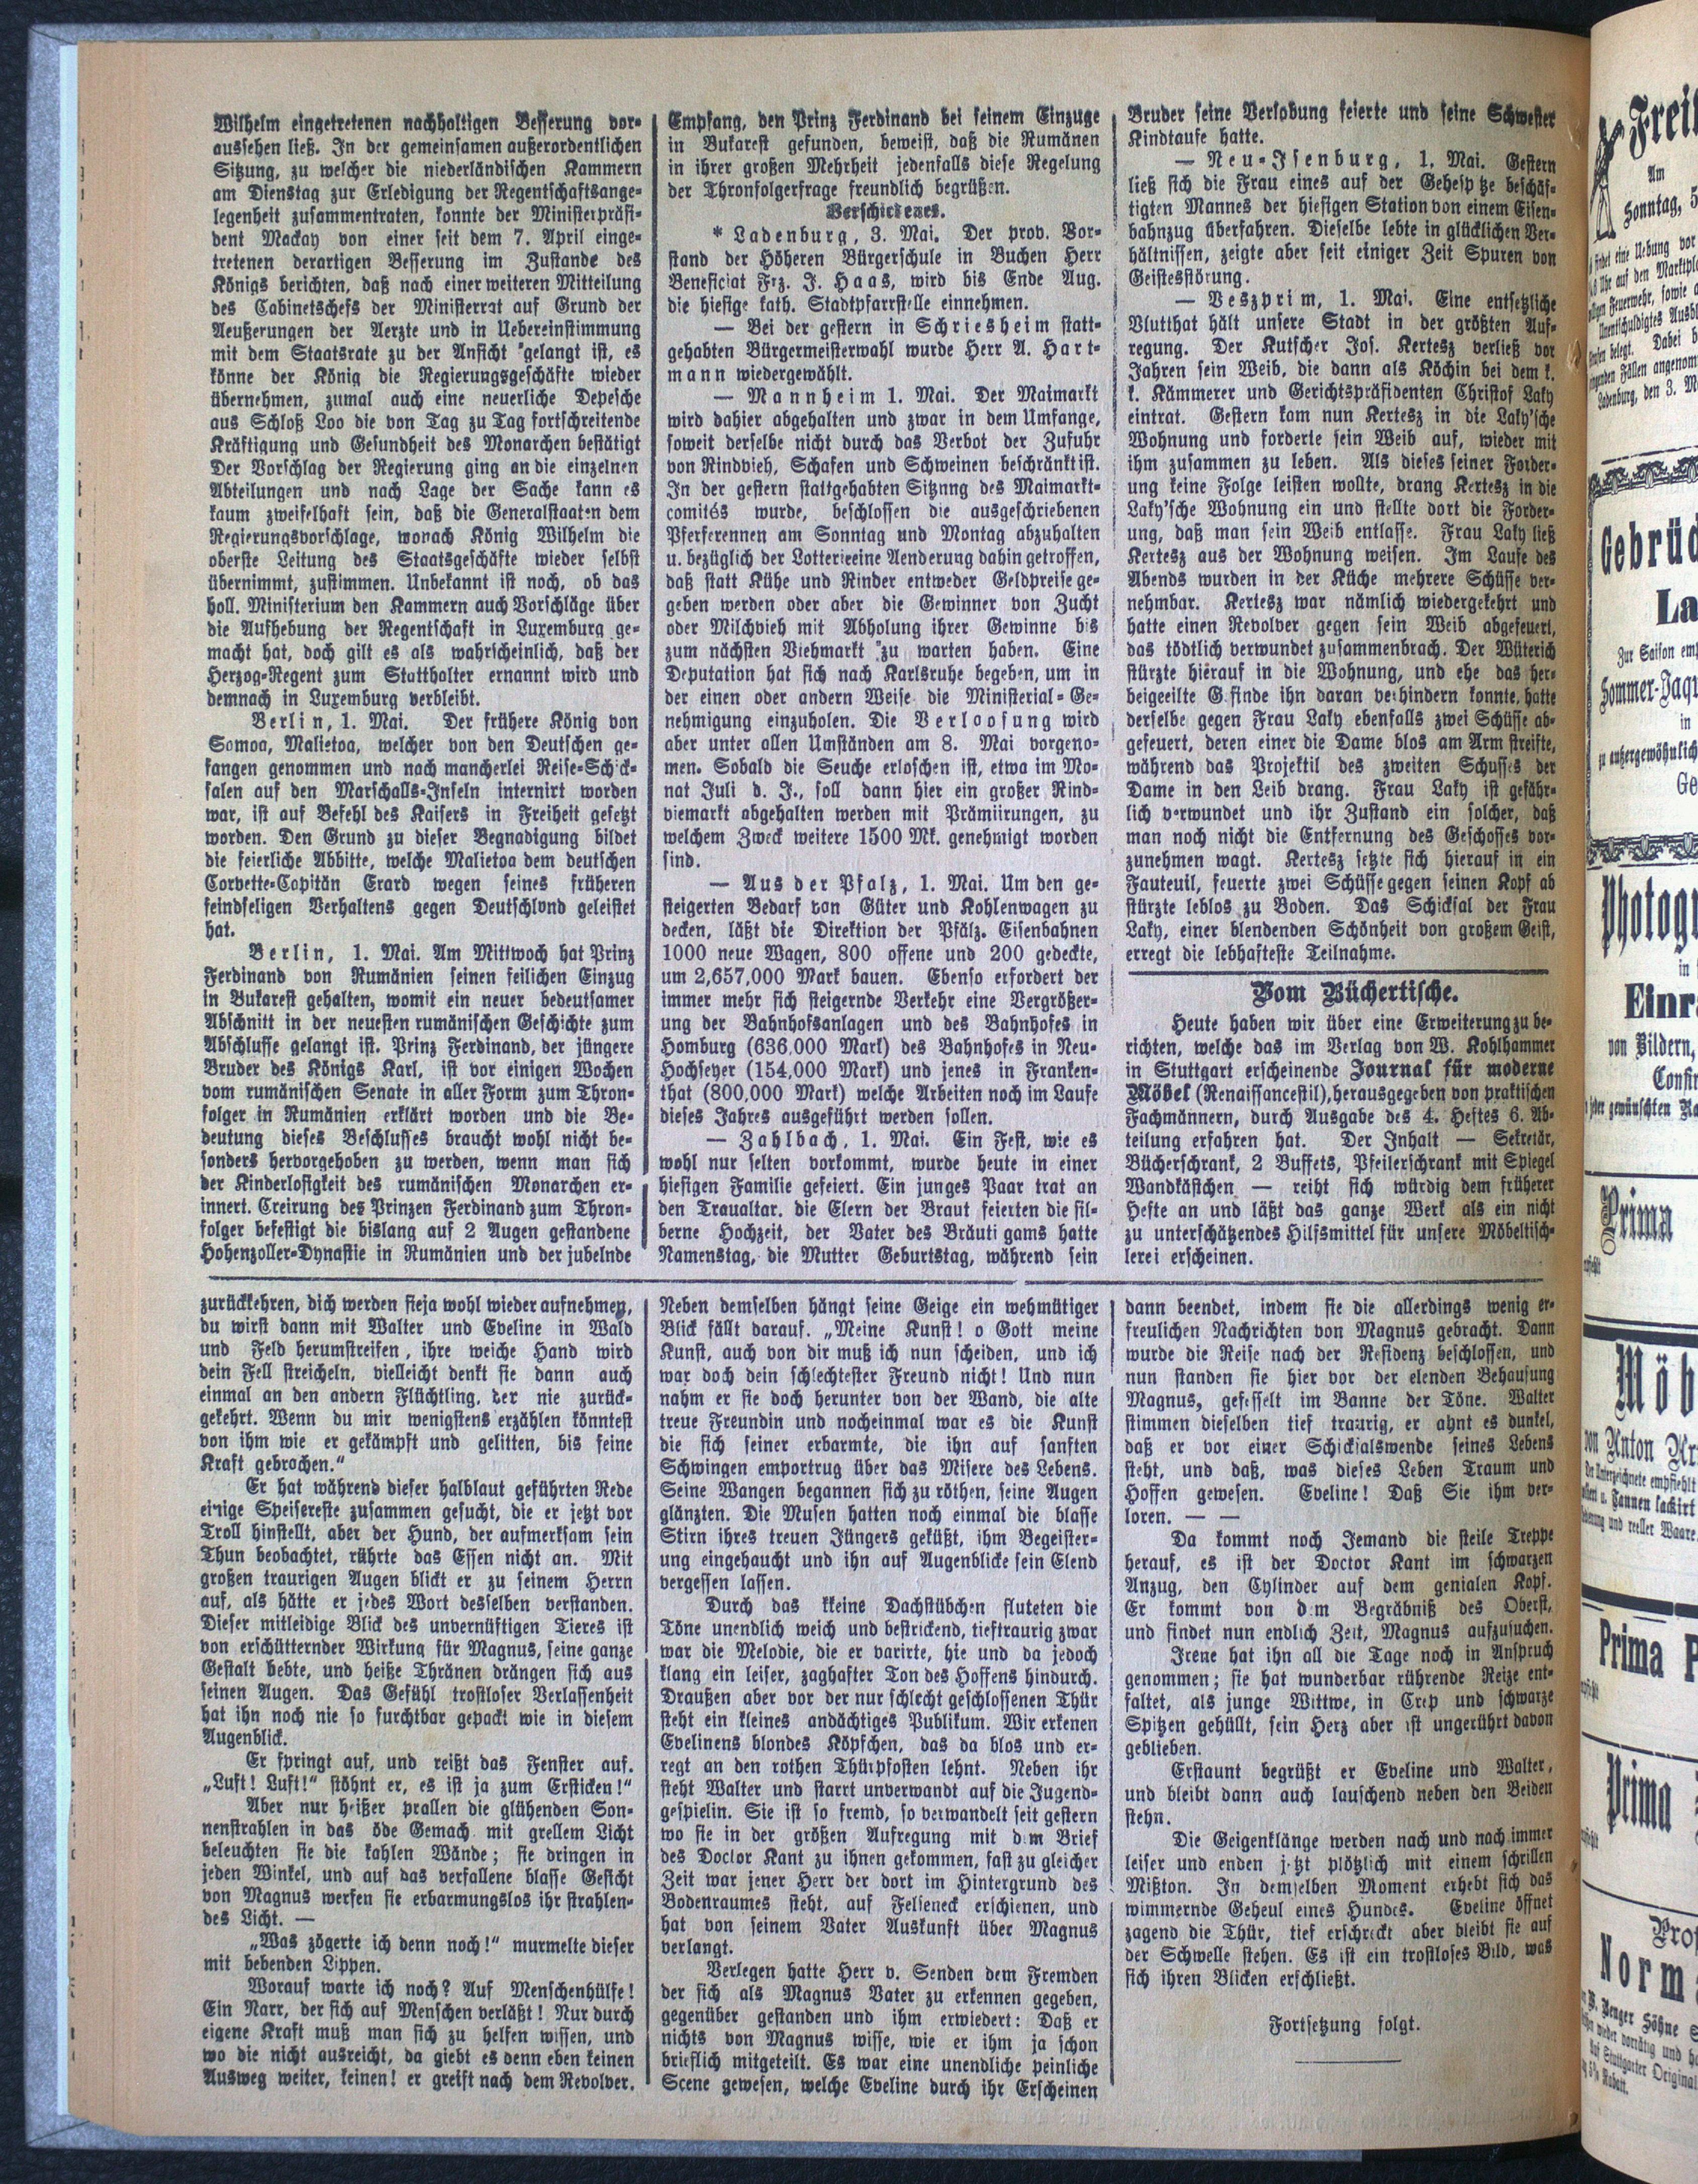 Wilhelm eingetretenen nachhaltigen Besserung vor-
aussehen ließ. In der gemeinsamen außerordentlichen
Sitzung, zu welcher die niederländischen Kammern
am Dienstag zur Erledigung der Regentschaftsange-
legenheit zusammentraten, konnte der Ministerpräsi-
dent Mackay von einer seit dem 7. April einge-
tretenen derartigen Besserung im Zustande des
Königs berichten, daß nach einer weiteren Mitteilung
des Cabinetschefs der Ministerrat auf Grund der
Aeußerungen der Aerzte und in Uebereinstimmung
mit dem Staatsrate zu der Ansicht gelangt ist, es
könne der König die Regierungsgeschäfte wieder
übernehmen, zumal auch eine neuerliche Depesche
aus Schloß Loo die von Tag zu Tag fortschreitende
Kräftigung und Gesundheit des Monarchen bestätigt
Der Vorschlag der Regierung ging an die einzelnen
Abteilungen und nach Lage der Sache kann es
kaum zweifelhaft sein, daß die Generalstaaten dem
Regierungsvorschlage, wonach König Wilhelm die
oberste Leitung des Staatsgeschäfte wieder selbst
übernimmt, zustimmen. Unbekannt ist noch, ob das
holl. Ministerium den Kammern auch Vorschläge über
die Aufhebung der Regentschaft in Luxemburg ge-
macht hat, doch gilt es als wahrscheinlich, daß der
Herzog-Regent zum Statthalter ernannt wird und
demnach in Luxemburg verbleibt.
Berlin, 1. Mai. Der frühere König von
Samoa, Malietoa, welcher von den Deutschen ge-
fangen genommen und nach mancherlei Reise-Schick-
salen auf den Marschalls-Inseln internirt worden
war, ist auf Befehl des Kaisers in Freiheit gesetzt
worden. Den Grund zu dieser Begnadigung bildet
die feierliche Abbitte, welche Malietoa dem deutschen
Corvette-Capitän Erard wegen seines früheren
feindseligen Verhaltens gegen Deutschland geleistet
hat.
Berlin, 1. Mai. Am Mittwoch hat Prinz
Ferdinand von Rumänien seinen feilichen Einzug
in Bukarest gehalten, womit ein neuer bedeutsamer
Abschnitt in der neuesten rumänischen Geschichte zum
Abschlusse gelangt ist. Prinz Ferdinand, der jüngere
Bruder des Königs Karl, ist vor einigen Wochen
vom rumänischen Senate in aller Form zum Thron-
folger in Rumänien erklärt worden und die Be-
deutung dieses Beschlusses braucht wohl nicht be-
sonders hervorgehoben zu werden, wenn man sich
der Kinderlosigkeit des rumänischen Monarchen er-
innert. Creirung des Prinzen Ferdinand zum Thron-
folger befestigt die bislang auf 2 Augen gestandene
Hohenzoller-Dynastie in Rumänien und der jubelnde
Empfang, den Prinz Ferdinand bei seinem Einzuge
in Bukarest gefunden, beweist, daß die Rumänen
in ihrer großen Mehrheit jedenfalls diese Regelung
der Thronfolgerfrage freundlich begrüßen.
Verschiedenes.
* Ladenburg, 3. Mai. Der prov. Vor-
stand der Höheren Bürgerschule in Buchen Herr
Beneficiat Frz. J. Haas, wird bis Ende Aug.
die hiesige kath. Stadtpfarrstelle einnehmen.
— Bei der gestern in Schriesheim statt-
gehabten Bürgermeisterwahl wurde Herr A. Hart-
mann wiedergewählt.
— Mannheim 1. Mai. Der Maimarkt
wird dahier abgehalten und zwar in dem Umfange,
soweit derselbe nicht durch das Verbot der Zufuhr
von Rindvieh, Schafen und Schweinen beschränkt ist.
In der gestern stattgehabten Sitznng des Maimarkt-
comités wurde, beschlossen die ausgeschriebenen
Pferferennen am Sonntag und Montag abzuhalten
u. bezüglich der Lotterieeine Aenderung dahin getroffen,
daß statt Kühe und Rinder entweder Geldpreise ge-
geben werden oder aber die Gewinner von Zucht
oder Milchvieh mit Abholung ihrer Gewinne bis
zum nächsten Viehmarkt zu warten haben. Eine
Deputation hat sich nach Karlsruhe begeben, um in
der einen oder andern Weise die Ministerial-Ge-
nehmigung einzuholen. Die Verloosung wird
aber unter allen Umständen am 8. Mai vorgeno-
men. Sobald die Seuche erloschen ist, etwa im Mo-
nat Juli d. J., soll dann hier ein großer Rind-
viemarkt abgehalten werden mit Prämiirungen, zu
welchem Zweck weitere 1500 Mk. genehmigt worden
sind.
— Aus der Pfalz, 1. Mai. Um den ge-
steigerten Bedarf van Güter und Kohlenwagen zu
decken, läßt die Direktion der Pfälz. Eisenbahnen
1000 neue Wagen, 800 offene und 200 gedeckte,
um 2,657,000 Mark bauen. Ebenso erfordert der
immer mehr sich steigernde Verkehr eine Vergrößer-
ung der Bahnhofsanlagen und des Bahnhofes in
Homburg (636,000 Mark) des Bahnhofes in Neu-
Hochseyer (154,000 Mark) und jenes in Franken-
that (800,000 Mark) welche Arbeiten noch im Laufe
dieses Jahres ausgeführt werden sollen.
— Zahlbach, 1. Mai. Ein Fest, wie es
wohl nur selten vorkommt, wurde heute in einer
hiesigen Familie gefeiert. Ein junges Paar trat an
den Traualtar, die Elern der Braut feierten die sil-
berne Hochzeit, der Vater des Bräuti gams hatte
Namenstag, die Mutter Geburtstag, während sein
Bruder seine Verlobung feierte und seine Schwester
Kindtaufe hatte.
— Neu-Isenburg, 1. Mai. Gestern
ließ sich die Frau eines auf der Gehespitze beschäf-
tigten Mannes der hiesigen Station von einem Eisen-
bahnzug überfahren. Dieselbe lebte in glücklichen Ver-
hältnissen, zeigte aber seit einiger Zeit Spuren von
Geistesstörung.
— Veszprim, 1. Mai. Eine entsetzliche
Blutthat hält unsere Stadt in der größten Auf-
regung. Der Kutscher Jos. Kertesz verließ vor
Jahren sein Weib, die dann als Köchin bei dem k.
k. Kämmerer und Gerichtspräsidenten Christof Laky
eintrat. Gestern kam nun Kertesz in die Laky'sche
Wohnung und forderte sein Weib auf, wieder mit
ihm zusammen zu leben. Als dieses seiner Forder-
ung keine Folge leisten wollte, drang Kertesz in die
Laky'sche Wohnung ein und stellte dort die Forder-
ung, daß man sein Weib entlasse. Frau Laky ließ
Kertesz aus der Wohnung weisen. Im Laufe des
Abends wurden in der Küche mehrere Schüsse ver-
nehmbar. Kertesz war nämlich wiedergekehrt und
hatte einen Revolver gegen sein Weib abgefeuert,
das tödtlich verwundet zusammenbrach. Der Wüterich
stürzte hierauf in die Wohnung, und ehe das her-
beigeeilte Gesinde ihn daran verhindern konnte, hatte
derselbe gegen Frau Laky ebenfalls zwei Schüsse ab-
gefeuert, deren einer die Dame blos am Arm streifte,
während das Projektil des zweiten Schusses der
Dame in den Leib drang. Frau Laky ist gefähr-
lich verwundet und ihr Zustand ein solcher, daß
man noch nicht die Entfernung des Geschosses vor-
zunehmen wagt. Kertesz setzte sich hierauf in ein
Fauteuil, feuerte zwei Schüsse gegen seinen Kopf ab
stürzte leblos zu Boden. Das Schicksal der Frau
Laky, einer blendenden Schönheit von großem Geist,
erregt die lebhafteste Teilnahme.
Vom Büchertische.
Heute haben wir über eine Erweiterung zu be-
richten, welche das im Verlag von W. Kohlhammer
in Stuttgart erscheinende Journal für moderne
Möbel (Renaissancestil), herausgegeben von praktischen
Fachmännern, durch Ausgabe des 4. Heftes 6. Ab-
teilung erfahren hat. Der Inhalt — Sekretär,
Bücherschrank, 2 Buffets, Pfeilerschrank mit Spiegel
Wandkästchen — reiht sich würdig dem früherer
Hefte an und läßt das ganze Werk als ein nicht
zu unterschätzendes Hilfsmittel für unsere Möbeltisch-
lerei erscheinen.
zurückkehren, dich werden sieja wohl wieder aufnehmen,
du wirst dann mit Walter und Eveline in Wald
und Feld herumstreifen, ihre weiche Hand wird
dein Fell streicheln, vielleicht denkt sie dann auch
einmal an den andern Flüchtling, der nie zurück-
gekehrt. Wenn du mir wenigstens erzählen könntest
von ihm wie er gekämpft und gelitten, bis seine
Kraft gebrochen."
Er hat während dieser halblaut geführten Rede
einige Speisereste zusammen gesucht, die er jetzt vor
Troll hinstellt, aber der Hund, der aufmerksam sein
Thun beobachtet, rührte das Essen nicht an. Mit
großen traurigen Augen blickt er zu seinem Herrn
auf, als hätte er jedes Wort desselben verstanden.
Dieser mitleidige Blick des unvernüftigen Tieres ist
von erschütternder Wirkung für Magnus, seine ganze
Gestalt bebte, und heiße Thränen drängen sich aus
seinen Augen. Das Gefühl trostloser Verlassenheit
hat ihn noch nie so furchtbar gepackt wie in diesem
Augenblick.
Er springt auf, und reißt das Fenster auf.
„Luft! Luft!" stöhnt er, es ist ja zum Ersticken!"
Aber nur heißer prallen die glühenden Son-
nenstrahlen in das öde Gemach mit grellem Licht
beleuchten sie die kahlen Wände; sie dringen in
jeden Winkel, und auf das verfallene blasse Gesicht
von Magnus werfen sie erbarmungslos ihr strahlen-
des Licht. —
„Was zögerte ich denn noch!" murmelte dieser
mit bebenden Lippen.
Worauf warte ich noch? Auf Menschenhülfe!
Ein Narr, der sich auf Menschen verläßt! Nur durch
eigene Kraft muß man sich zu helfen wissen, und
wo die nicht ausreicht, da giebt es denn eben keinen
Ausweg weiter, keinen! er greift nach dem Revolver.
Neben demselben hängt seine Geige ein wehmütiger
Blick fällt darauf. „Meine Kunst! o Gott meine
Kunst, auch von dir muß ich nun scheiden, und ich
war doch dein schlechtester Freund nicht! Und nun
nahm er sie doch herunter von der Wand, die alte
treue Freundin und nocheinmal war es die Kunst
die sich seiner erbarmte, die ihn auf sanften
Schwingen emportrug über das Misere des Lebens.
Seine Wangen begannen sich zu röthen, seine Augen
glänzten. Die Musen hatten noch einmal die blasse
Stirn ihres treuen Jüngers geküßt, ihm Begeister-
ung eingehaucht und ihn auf Augenblicke sein Elend
vergessen lassen.
Durch das kleine Dachstübchen fluteten die
Töne unendlich weich und bestrickend, tieftraurig zwar
war die Melodie, die er varirte, hie und da jedoch
klang ein leiser, zaghafter Ton des Hoffens hindurch.
Draußen aber vor der nur schlecht geschlossenen Thür
steht ein kleines andächtiges Publikum. Wir erkenen
Evelinens blondes Köpfchen, das da blos und er-
regt an den rothen Thürpfosten lehnt. Neben ihr
steht Walter und starrt unverwandt auf die Jugend-
gespielin. Sie ist so fremd, so verwandelt seit gestern
wo sie in der größen Aufregung mit dem Brief
des Doctor Kant zu ihnen gekommen, fast zu gleicher
Zeit war jener Herr der dort im Hintergrund des
Bodenraumes steht, auf Felseneck erschienen, und
hat von seinem Vater Auskunft über Magnus
verlangt.
Verlegen hatte Herr v. Senden dem Fremden
der sich als Magnus Vater zu erkennen gegeben,
gegenüber gestanden und ihm erwiedert: Daß er
nichts von Magnus wisse, wie er ihm ja schon
brieflich mitgeteilt. Es war eine unendliche peinliche
Scene gewesen, welche Eveline durch ihr Erscheinen
dann beendet, indem sie die allerdings wenig er-
freulichen Nachrichten von Magnus gebracht. Dann
wurde die Reise nach der Residenz beschlossen, und
nun standen sie hier vor der elenden Behausung
Magnus, gefesselt im Banne der Töne. Walter
stimmen dieselben tief traurig, er ahnt es dunkel,
daß er vor einer Schicksalswende seines Lebens
steht, und daß, was dieses Leben Traum und
Hoffen gewesen. Eveline! Daß Sie ihm ver-
loren. — —
Da kommt noch Jemand die steile Treppe
herauf, es ist der Doctor Kant im schwarzen
Anzug, den Cylinder auf dem genialen Kopf.
Er kommt von dem Begräbniß des Oberst,
und findet nun endlich Zeit, Magnus aufzusuchen.
Irene hat ihn all die Tage noch in Anspruch
genommen; sie hat wunderbar rührende Reize ent-
faltet, als junge Wittwe, in Crep und schwarze
Spitzen gehüllt, sein Herz aber ist ungerührt davon
geblieben.
Erstaunt begrüßt er Eveline und Walter,
und bleibt dann auch lauschend neben den Beiden
stehn.
Die Geigenklänge werden nach und nach immer
leiser und enden jetzt plötzlich mit einem schrillen
Mißton. In demselben Moment erhebt sich das
wimmernde Geheul eines Hundes. Eveline öffnet
zagend die Thür, tief erschreckt aber bleibt sie auf
der Schwelle stehen. Es ist ein trostloses Bild, was
sich ihren Blicken erschließt.
Fortsetzung folgt.
Am
Sonntag, 5
Ladenburg, den 3. M
Gebrüd
La
in
Photogr
in
Einr
von Bildern,
Prima
Möb
von Anton
Prima P
Prima
Norm